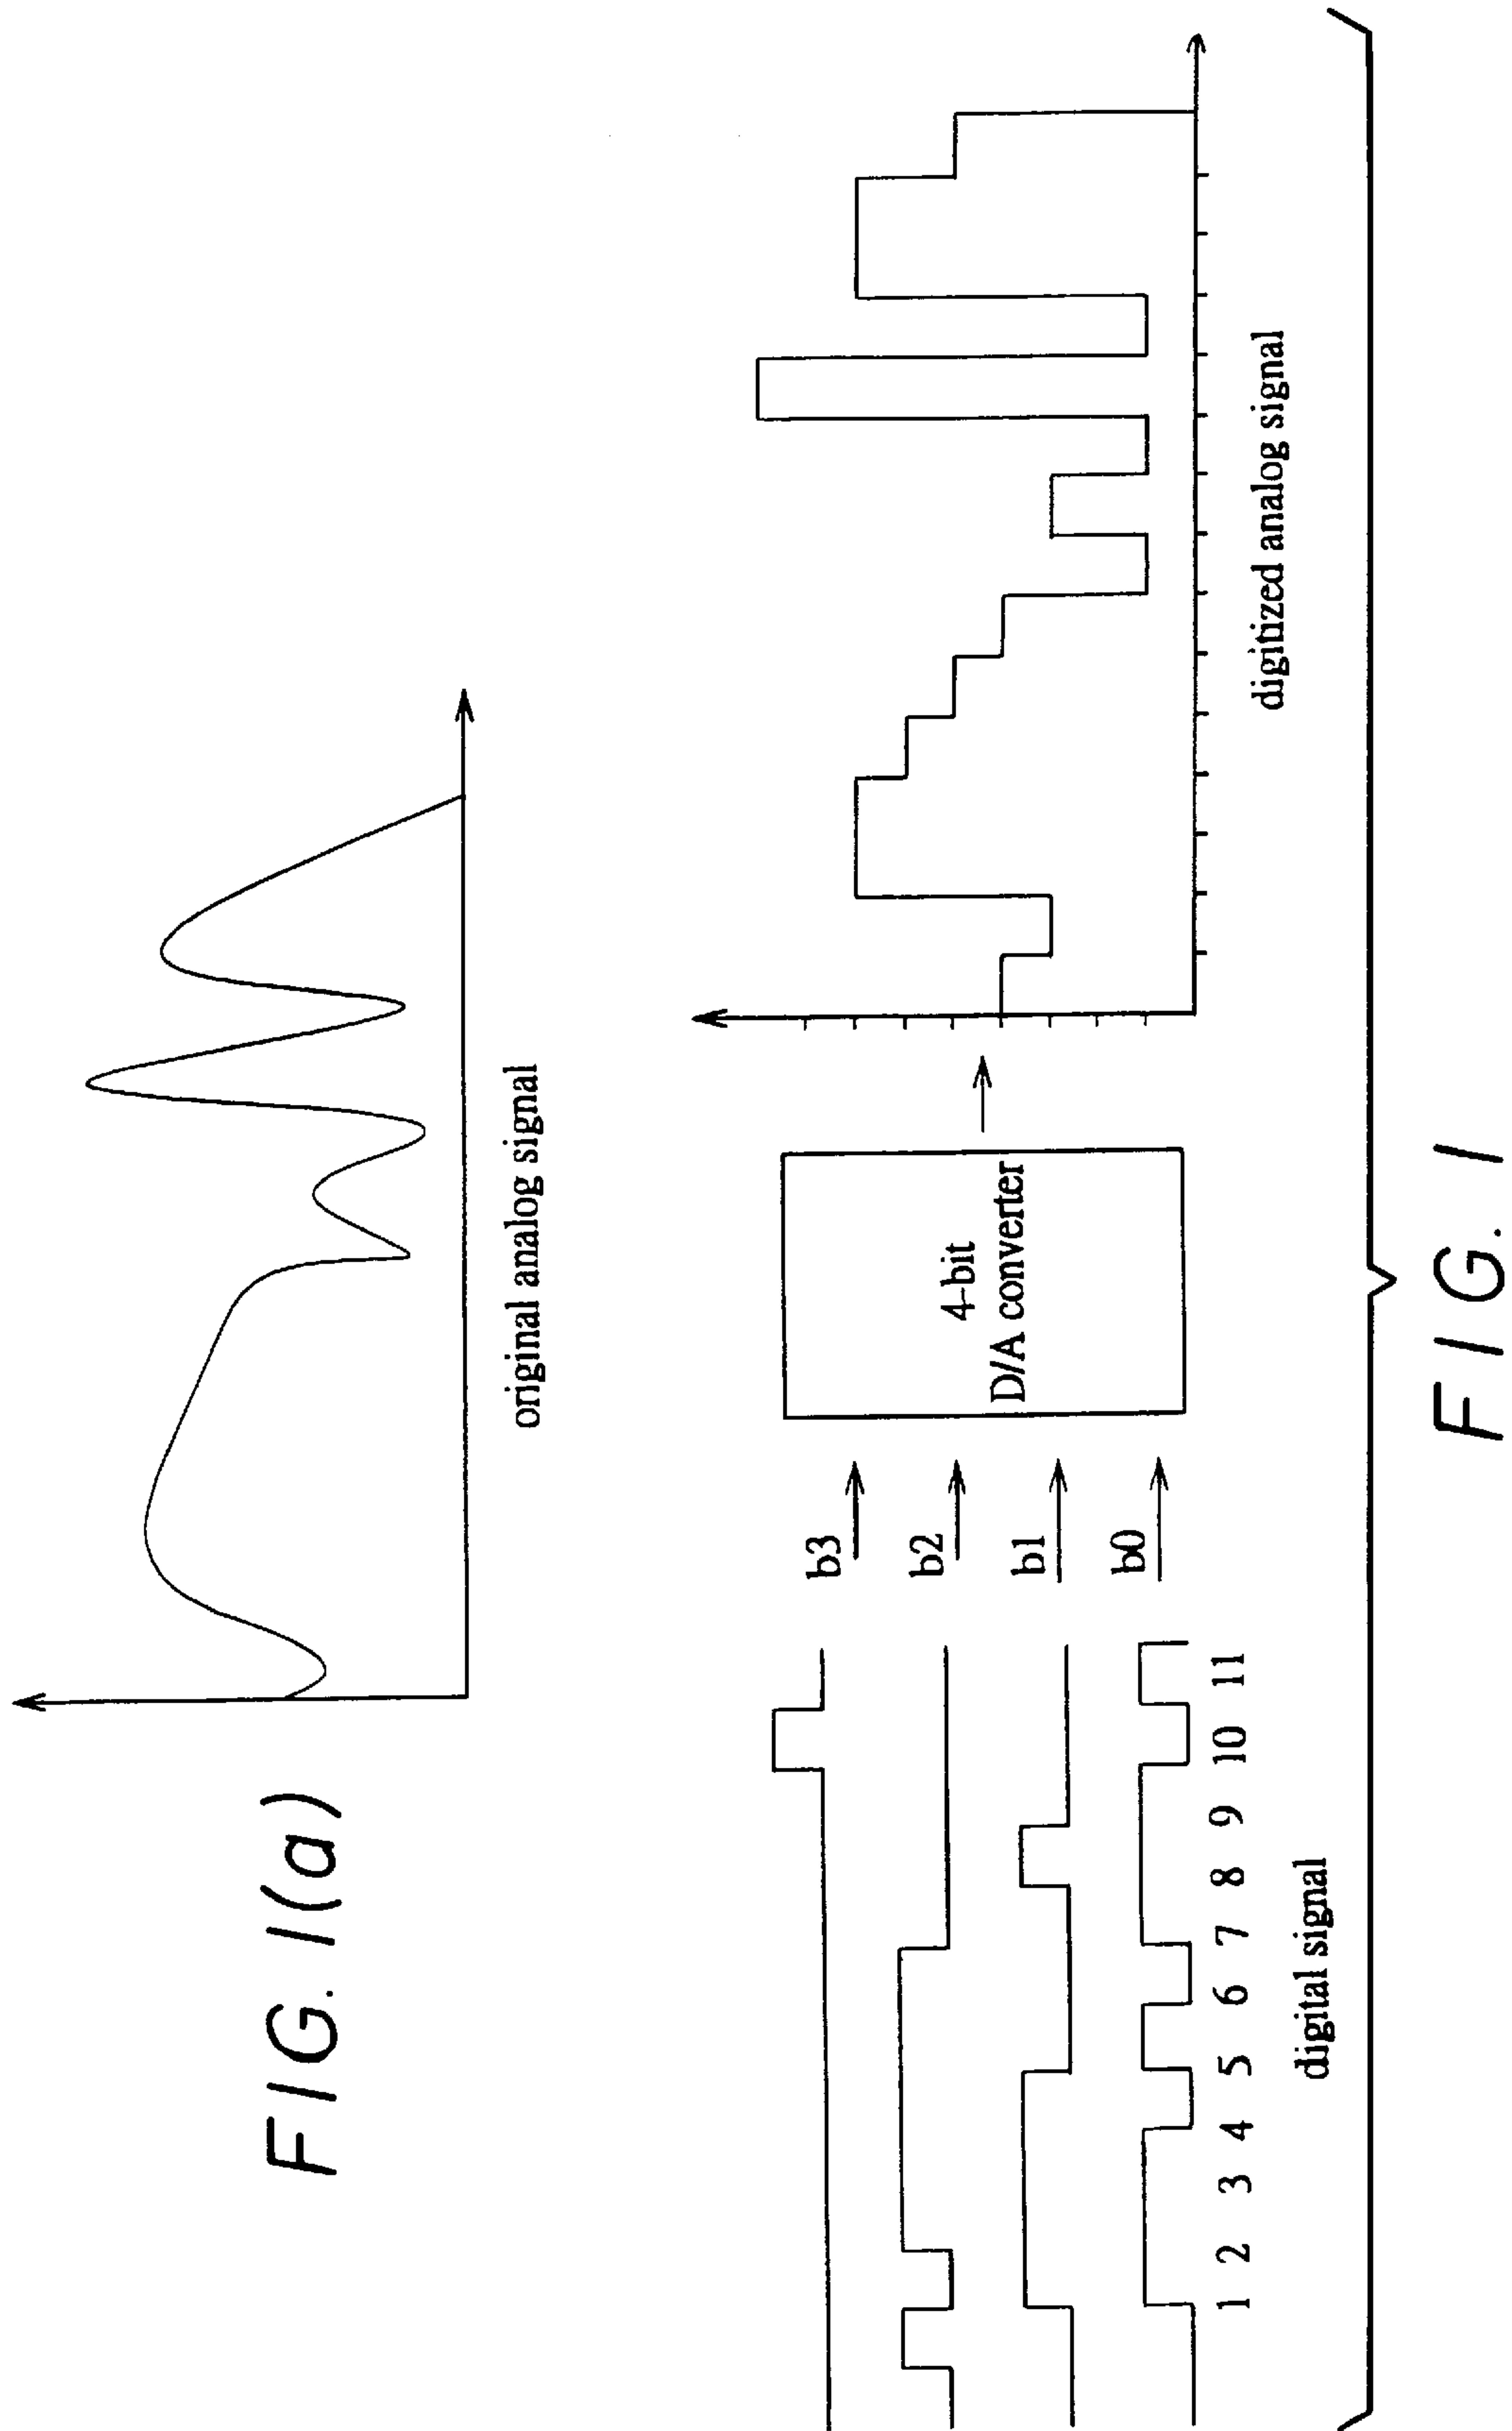 FIG. 1(a)
original analog signal
b3
b2
b1
b0
4-bit
D/A converter
1 2 3 4 5 6 7 8 9 10 11
digital signal
digitized analog signal
FIG. 1